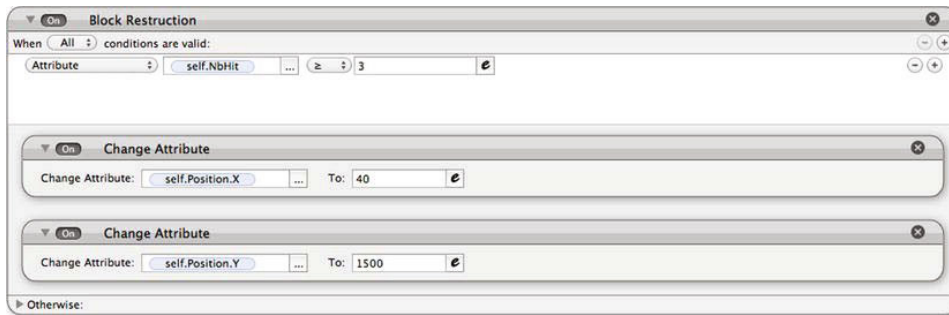 On Block Restruction
When All conditions are valid:
Attribute self.NbHit ... ≥ 3 e
On Change Attribute
Change Attribute: self.Position.X ... To: 40 e
On Change Attribute
Change Attribute: self.Position.Y ... To: 1500 e
Otherwise: